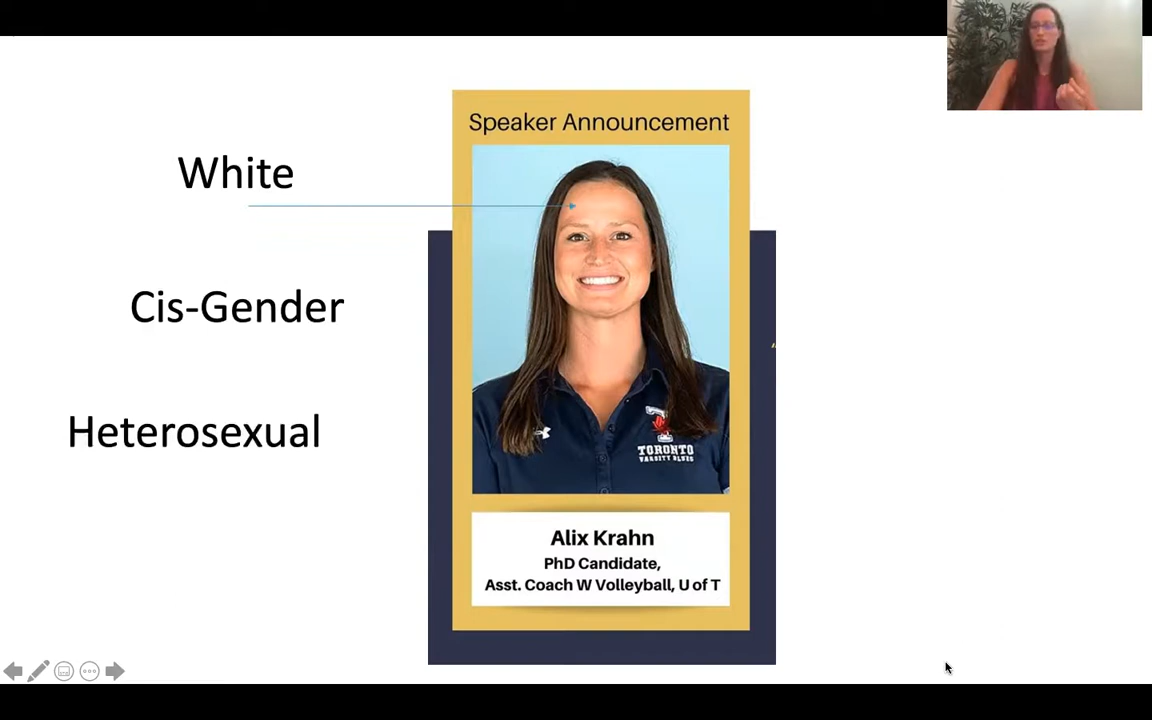 Speaker Announcement
White
Cis-Gender
Heterosexual
TORONTO
VARSITY BLUES
Alix Krahn
PhD Candidate,
Asst. Coach W Volleyball, U of T